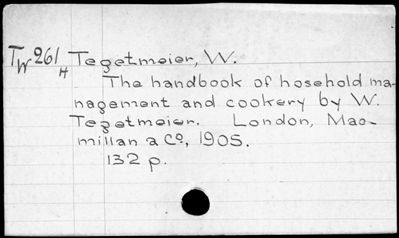 TW 261 H Tegetmeier, W.
The handbook of hosehold ma-
nagement and cookery by W.
Tegetmeier. London, Mac-
millan a Co, 1905.
132 p.